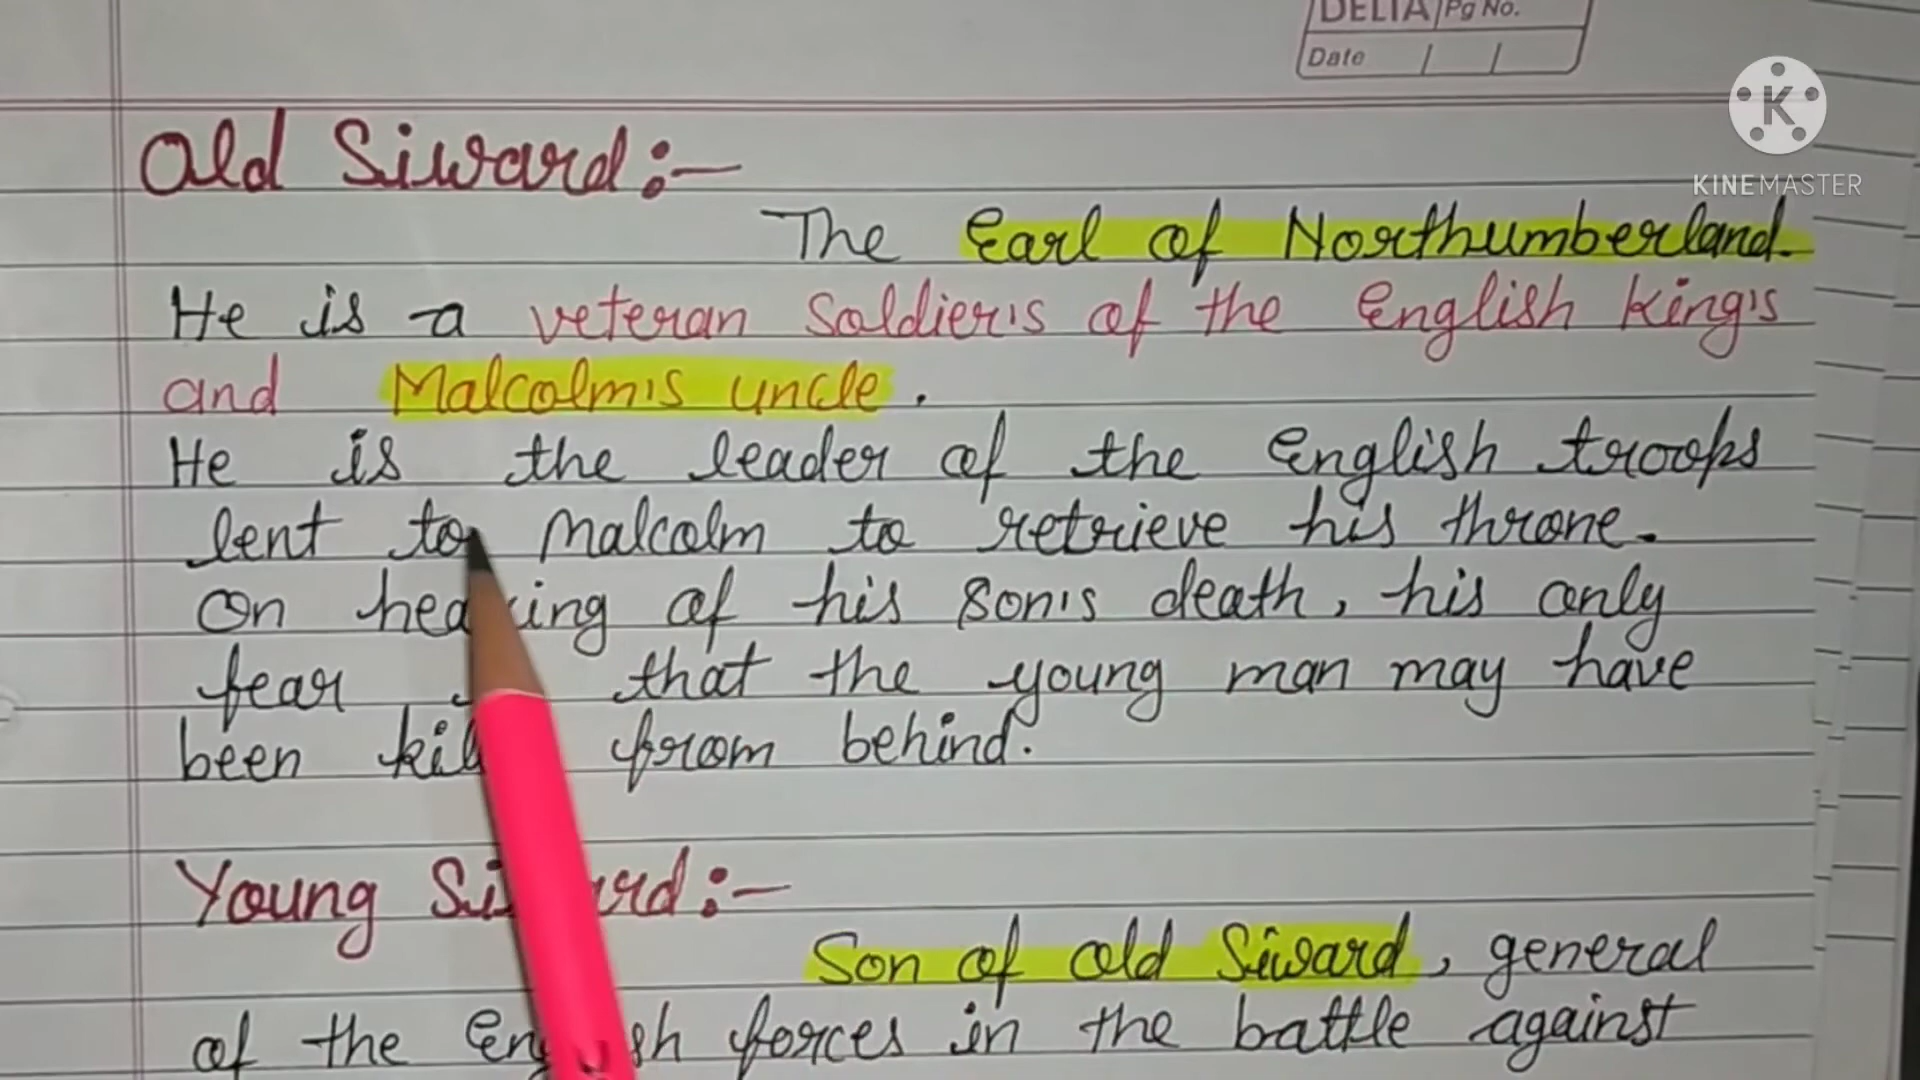 DELTA Pg No.
Date
KINEMASTER
Old Siward:-
The Earl of Northumberland.
He is a veteran Soldier's of the English King's
and Malcolm's uncle.
He is the leader of the English troops
lent to Malcolm to retrieve his throne.
On hearing of his Son's death, his only
fear that the young man may have
been from behind.
Young Siward:-
Son of old Siward, general
of the English forces in the battle against